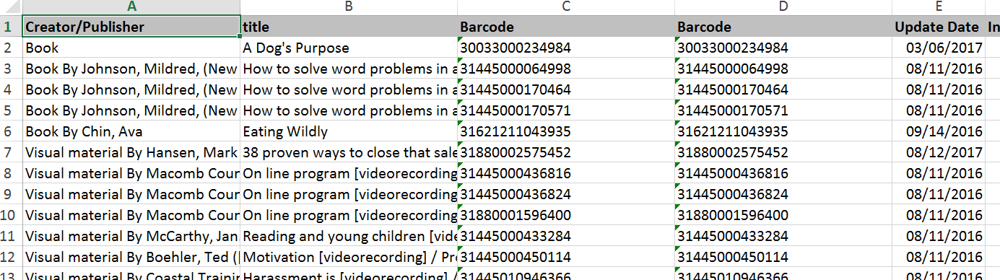 A B C D E
1 Creator/Publisher title Barcode Barcode Update Date In
2 Book A Dog's Purpose 30033000234984 30033000234984 03/06/2017
3 Book By Johnson, Mildred, (New How to solve word problems in a 31445000064998 31445000064998 08/11/2016
4 Book By Johnson, Mildred, (New How to solve word problems in a 31445000170464 31445000170464 08/11/2016
5 Book By Johnson, Mildred, (New How to solve word problems in a 31445000170571 31445000170571 08/11/2016
6 Book By Chin, Ava Eating Wildly 31621211043935 31621211043935 09/14/2016
7 Visual material By Hansen, Mark 38 proven ways to close that sale 31880002575452 31880002575452 08/12/2017
8 Visual material By Macomb Cour On line program [videorecording 31445000436816 31445000436816 08/11/2016
9 Visual material By Macomb Cour On line program [videorecording 31445000436824 31445000436824 08/11/2016
10 Visual material By Macomb Cour On line program [videorecording 31880001596400 31880001596400 08/11/2016
11 Visual material By McCarthy, Jan. Reading and young children [vide 31445000433284 31445000433284 08/11/2016
12 Visual material By Boehler, Ted ([ Motivation [videorecording] / Pr 31445000450114 31445000450114 08/11/2016
13 Visual material By Coastal Trainir Harassment is [videorecording] / 31445010946366 31445010946366 08/11/2016